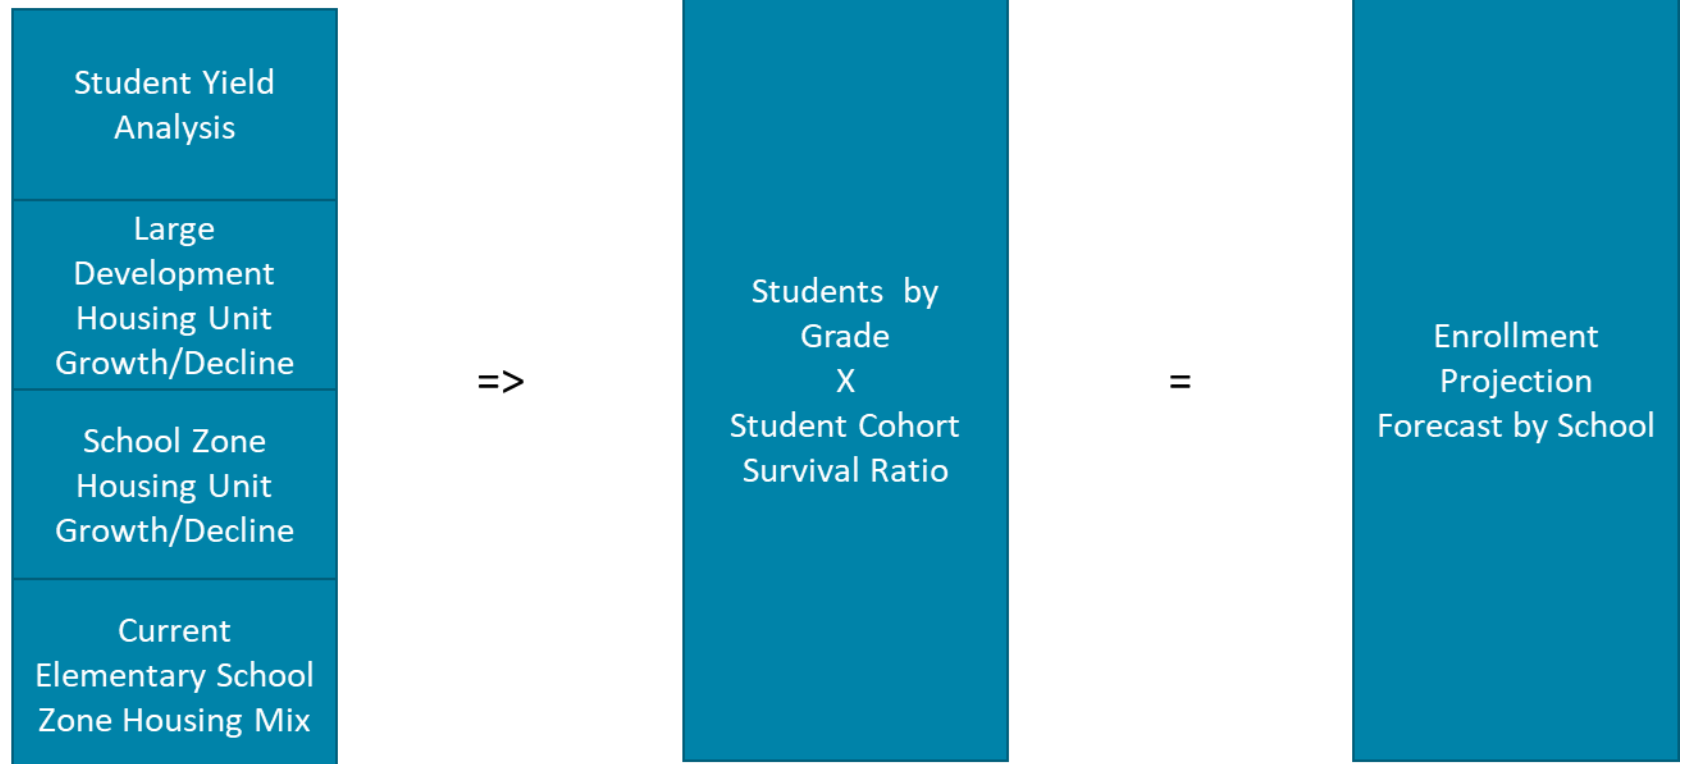 Student Yield
Analysis
Large
Development
Housing Unit
Growth/Decline
School Zone
Housing Unit
Growth/Decline
Current
Elementary School
Zone Housing Mix
=>
Students by
Grade
X
Student Cohort
Survival Ratio
=
Enrollment
Projection
Forecast by School